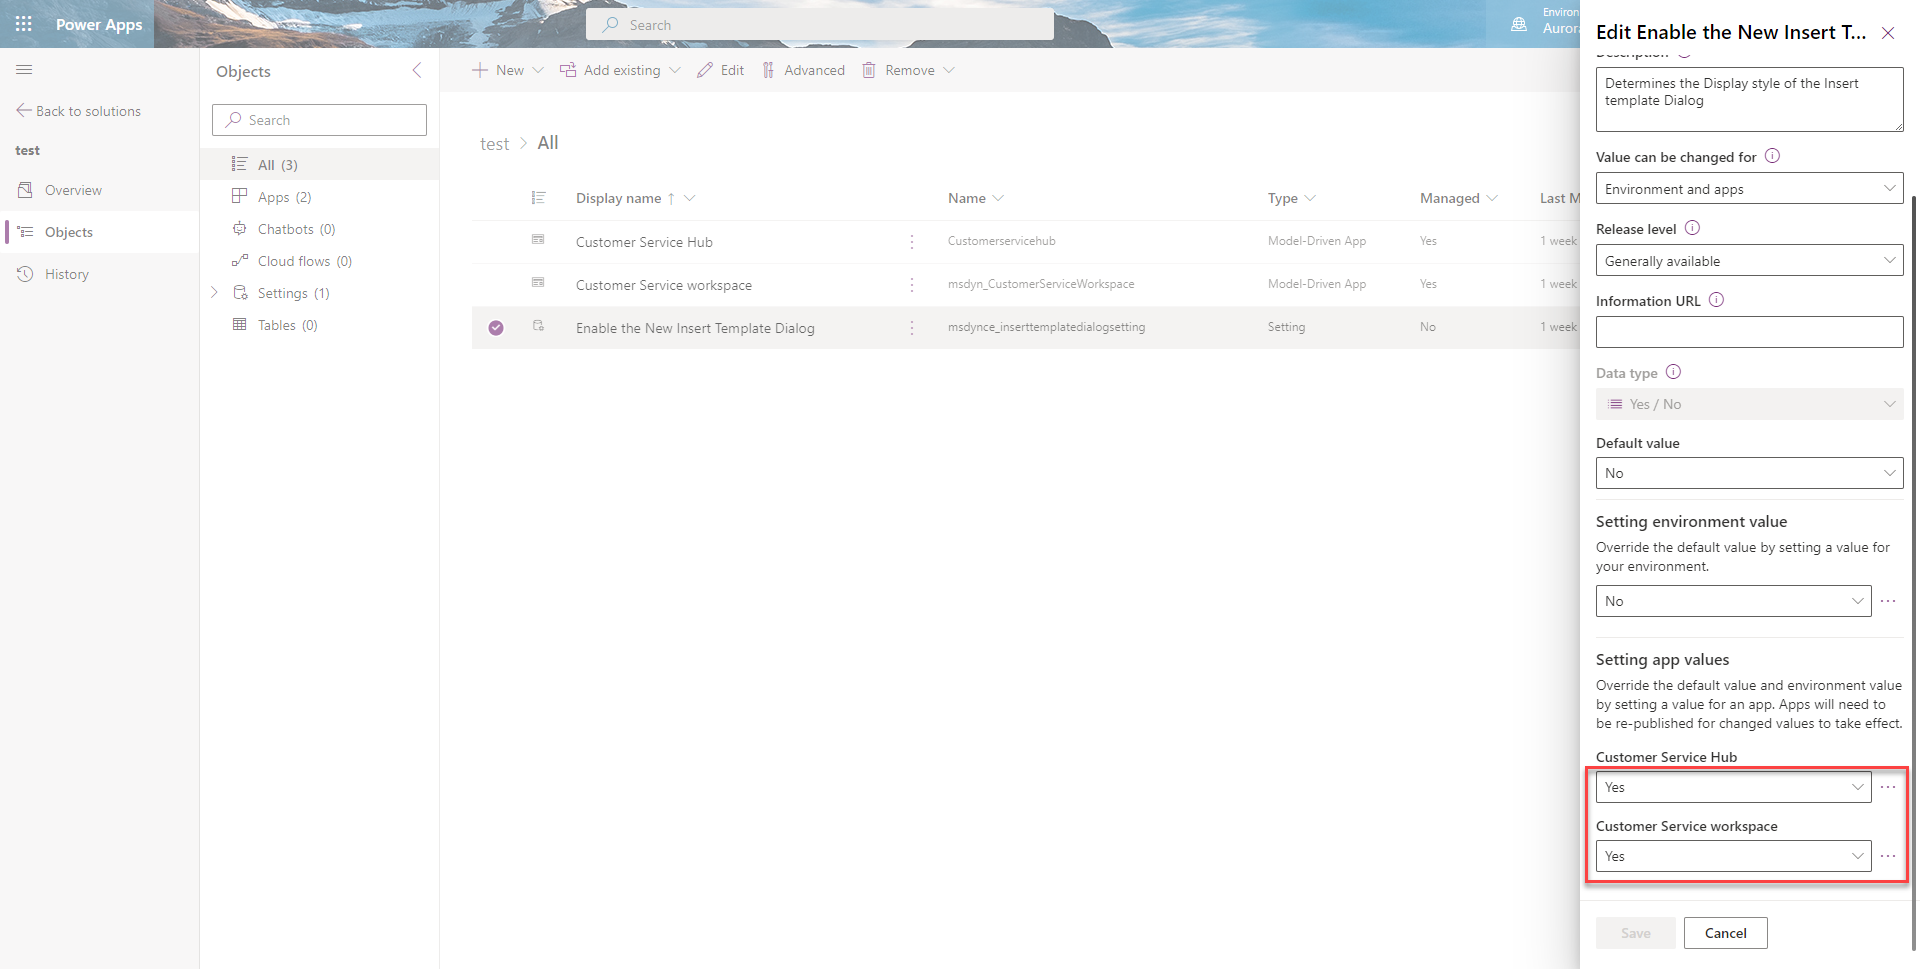 Power Apps
Search
Environ
Aurora
Back to solutions
test
Overview
Objects
History
Objects
Search
All (3)
Apps (2)
Chatbots (0)
Cloud flows (0)
Settings (1)
Tables (0)
New
Add existing
Edit
Advanced
Remove
test > All
Display name ↑
Name
Type
Managed
Last M
Customer Service Hub
Customerservicehub
Model-Driven App
Yes
1 week
Customer Service workspace
msdyn_CustomerServiceWorkspace
Model-Driven App
Yes
1 week
Enable the New Insert Template Dialog
msdynce_inserttemplatedialogsetting
Setting
No
1 week
Edit Enable the New Insert T...
Description
Determines the Display style of the Insert
template Dialog
Value can be changed for
Environment and apps
Release level
Generally available
Information URL
Data type
Yes / No
Default value
No
Setting environment value
Override the default value by setting a value for
your environment.
No
Setting app values
Override the default value and environment value
by setting a value for an app. Apps will need to
be re-published for changed values to take effect.
Customer Service Hub
Yes
Customer Service workspace
Yes
Save
Cancel